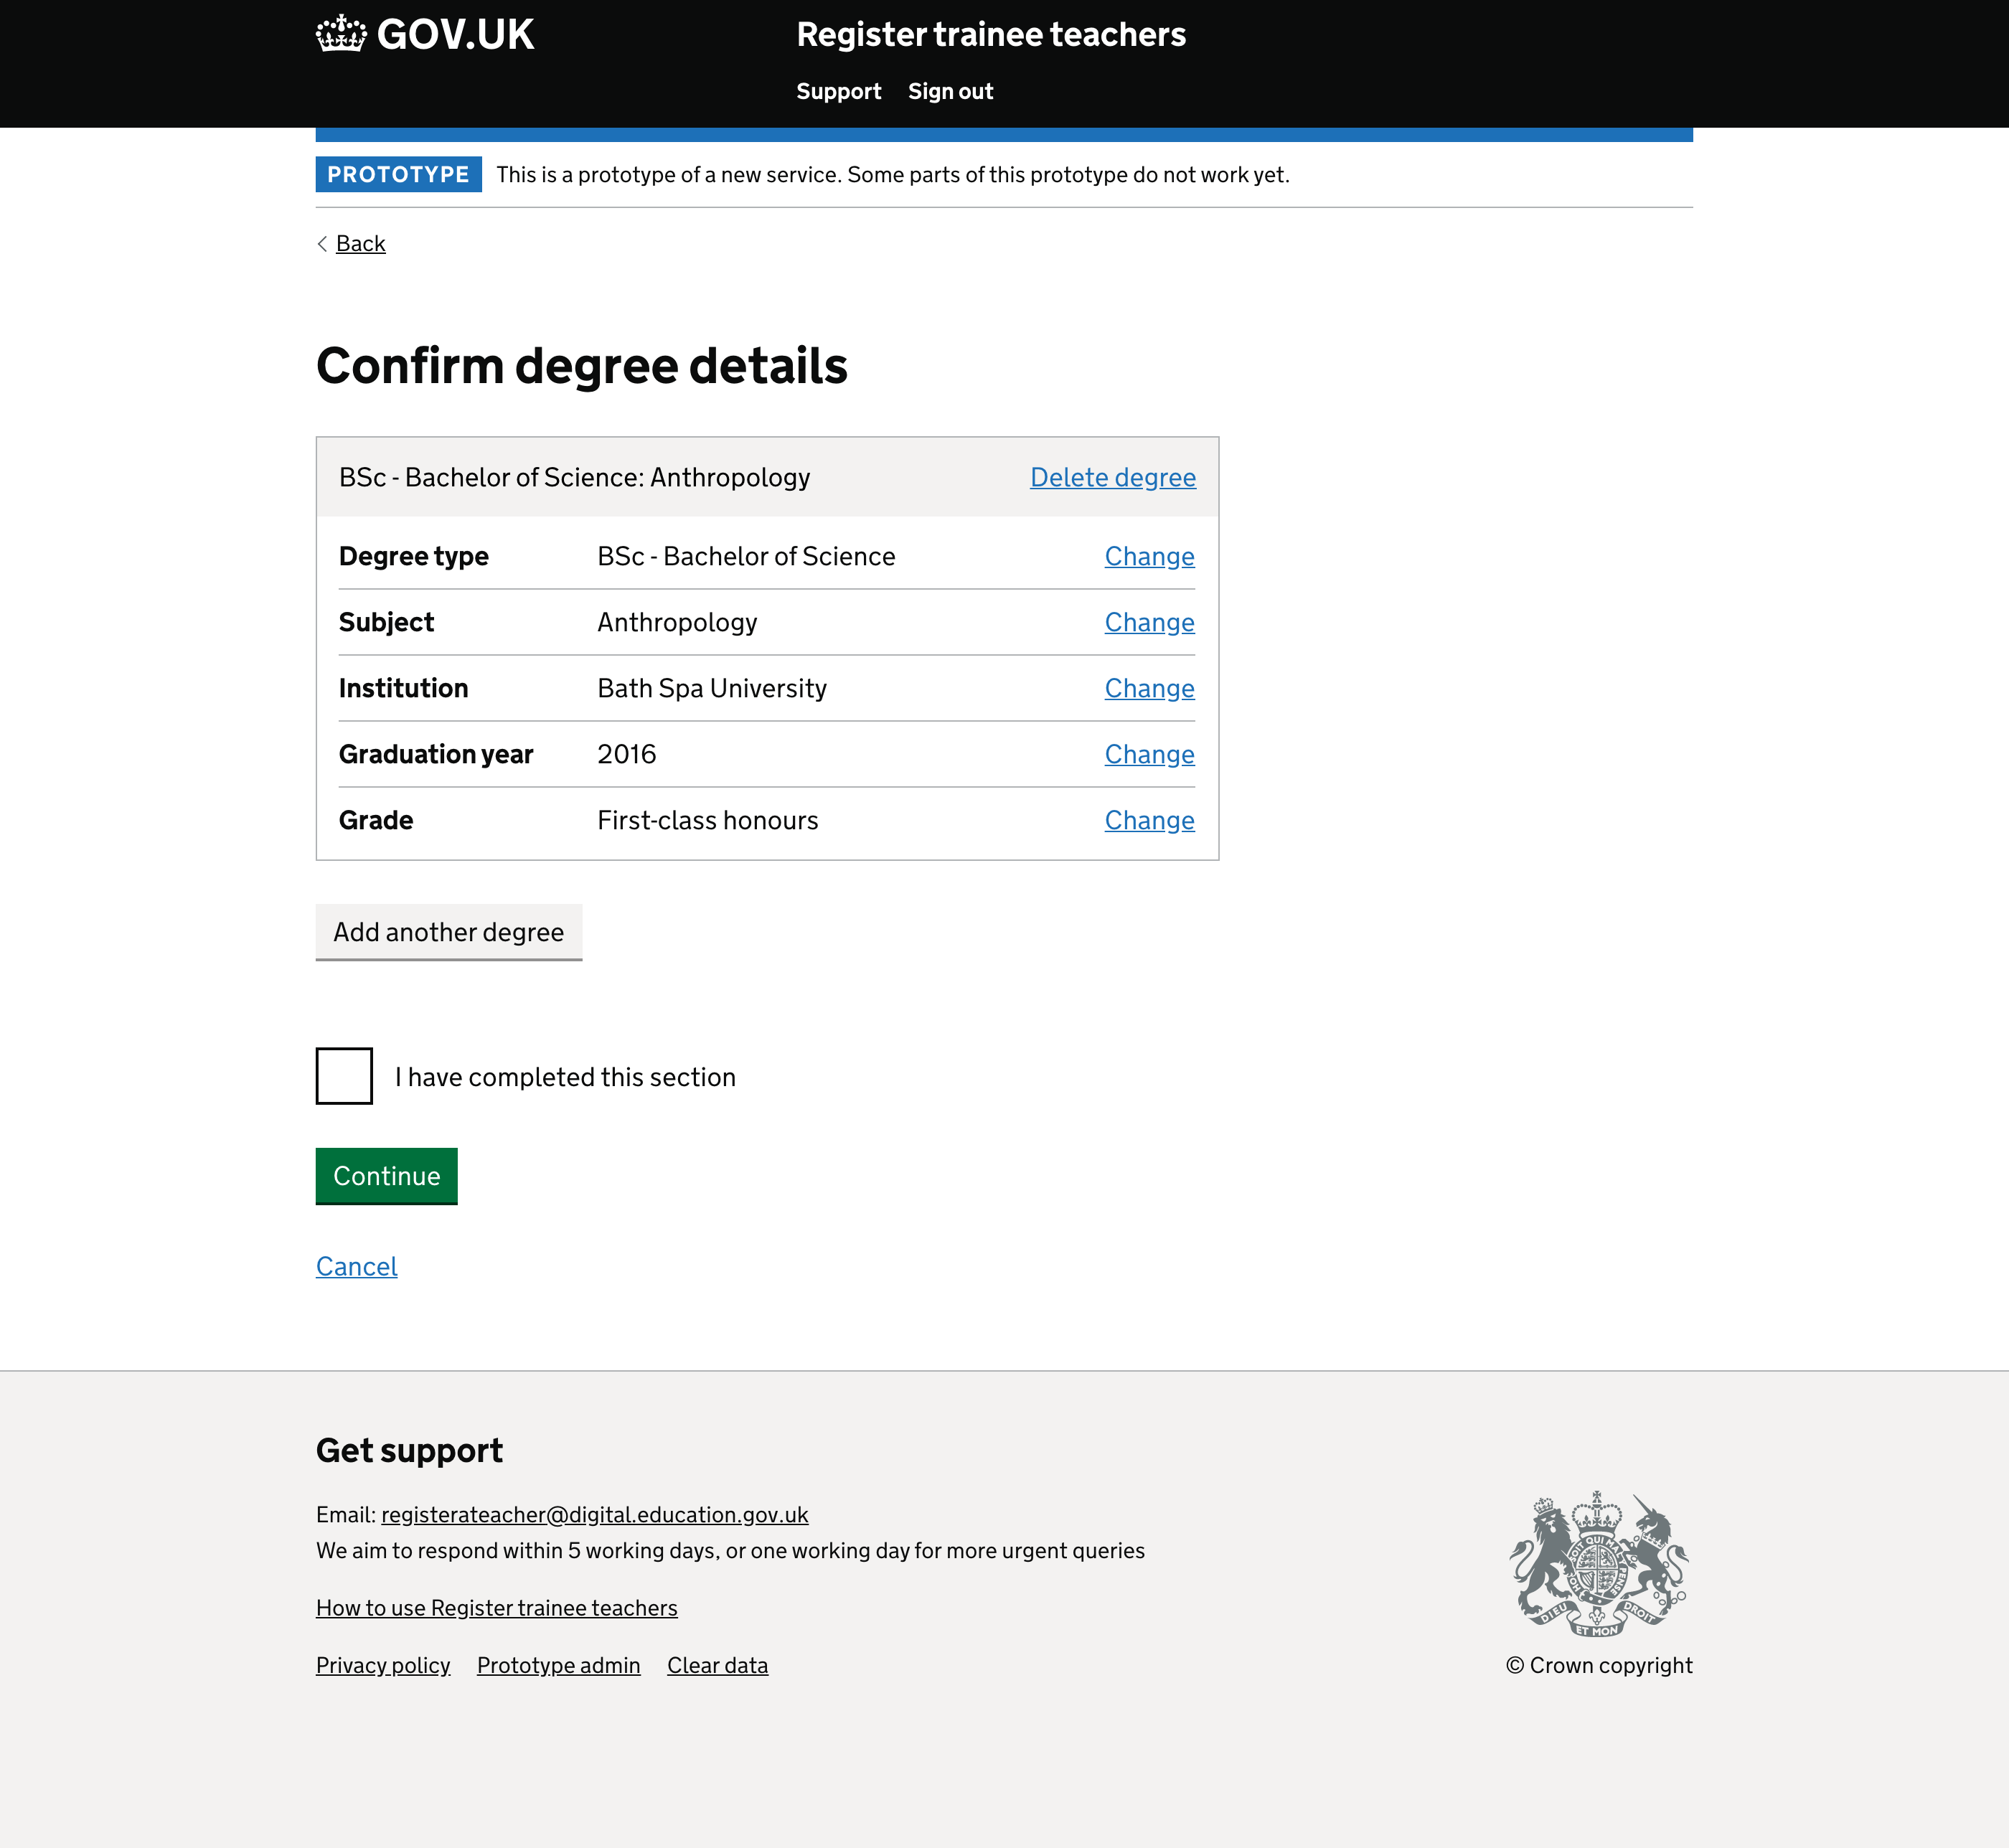 GOV.UK
Register trainee teachers
Support Sign out
PROTOTYPE This is a prototype of a new service. Some parts of this prototype do not work yet.
Back
Confirm degree details
BSc - Bachelor of Science: Anthropology Delete degree
Degree type BSc - Bachelor of Science Change
Subject Anthropology Change
Institution Bath Spa University Change
Graduation year 2016 Change
Grade First-class honours Change
Add another degree
I have completed this section
Continue
Cancel
Get support
Email: registerateacher@digital.education.gov.uk
We aim to respond within 5 working days, or one working day for more urgent queries
How to use Register trainee teachers
Privacy policy Prototype admin Clear data
DIEU ET MON DROIT
© Crown copyright